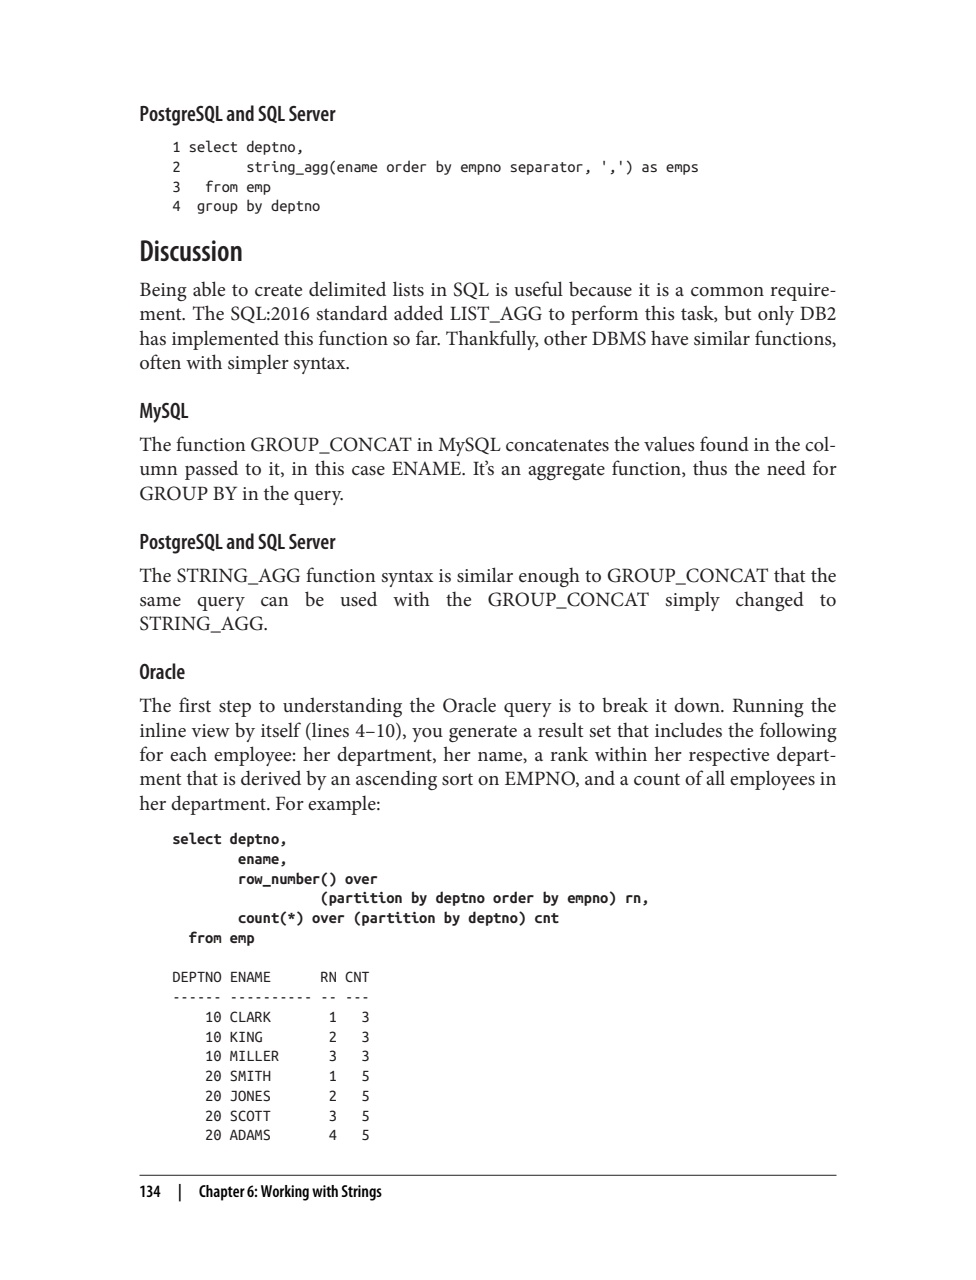 PostgreSQL and SQL Server
1 select deptno,
2        string_agg(ename order by empno separator, ',') as emps
3   from emp
4  group by deptno
Discussion
Being able to create delimited lists in SQL is useful because it is a common require-
ment. The SQL:2016 standard added LIST_AGG to perform this task, but only DB2
has implemented this function so far. Thankfully, other DBMS have similar functions,
often with simpler syntax.
MySQL
The function GROUP_CONCAT in MySQL concatenates the values found in the col-
umn passed to it, in this case ENAME. It’s an aggregate function, thus the need for
GROUP BY in the query.
PostgreSQL and SQL Server
The STRING_AGG function syntax is similar enough to GROUP_CONCAT that the
same query can be used with the GROUP_CONCAT simply changed to
STRING_AGG.
Oracle
The first step to understanding the Oracle query is to break it down. Running the
inline view by itself (lines 4–10), you generate a result set that includes the following
for each employee: her department, her name, a rank within her respective depart-
ment that is derived by an ascending sort on EMPNO, and a count of all employees in
her department. For example:
select deptno,
        ename,
        row_number() over
                  (partition by deptno order by empno) rn,
        count(*) over (partition by deptno) cnt
  from emp
DEPTNO ENAME      RN CNT
------ ---------- -- ---
    10 CLARK       1   3
    10 KING        2   3
    10 MILLER      3   3
    20 SMITH       1   5
    20 JONES       2   5
    20 SCOTT       3   5
    20 ADAMS       4   5
134 | Chapter 6: Working with Strings